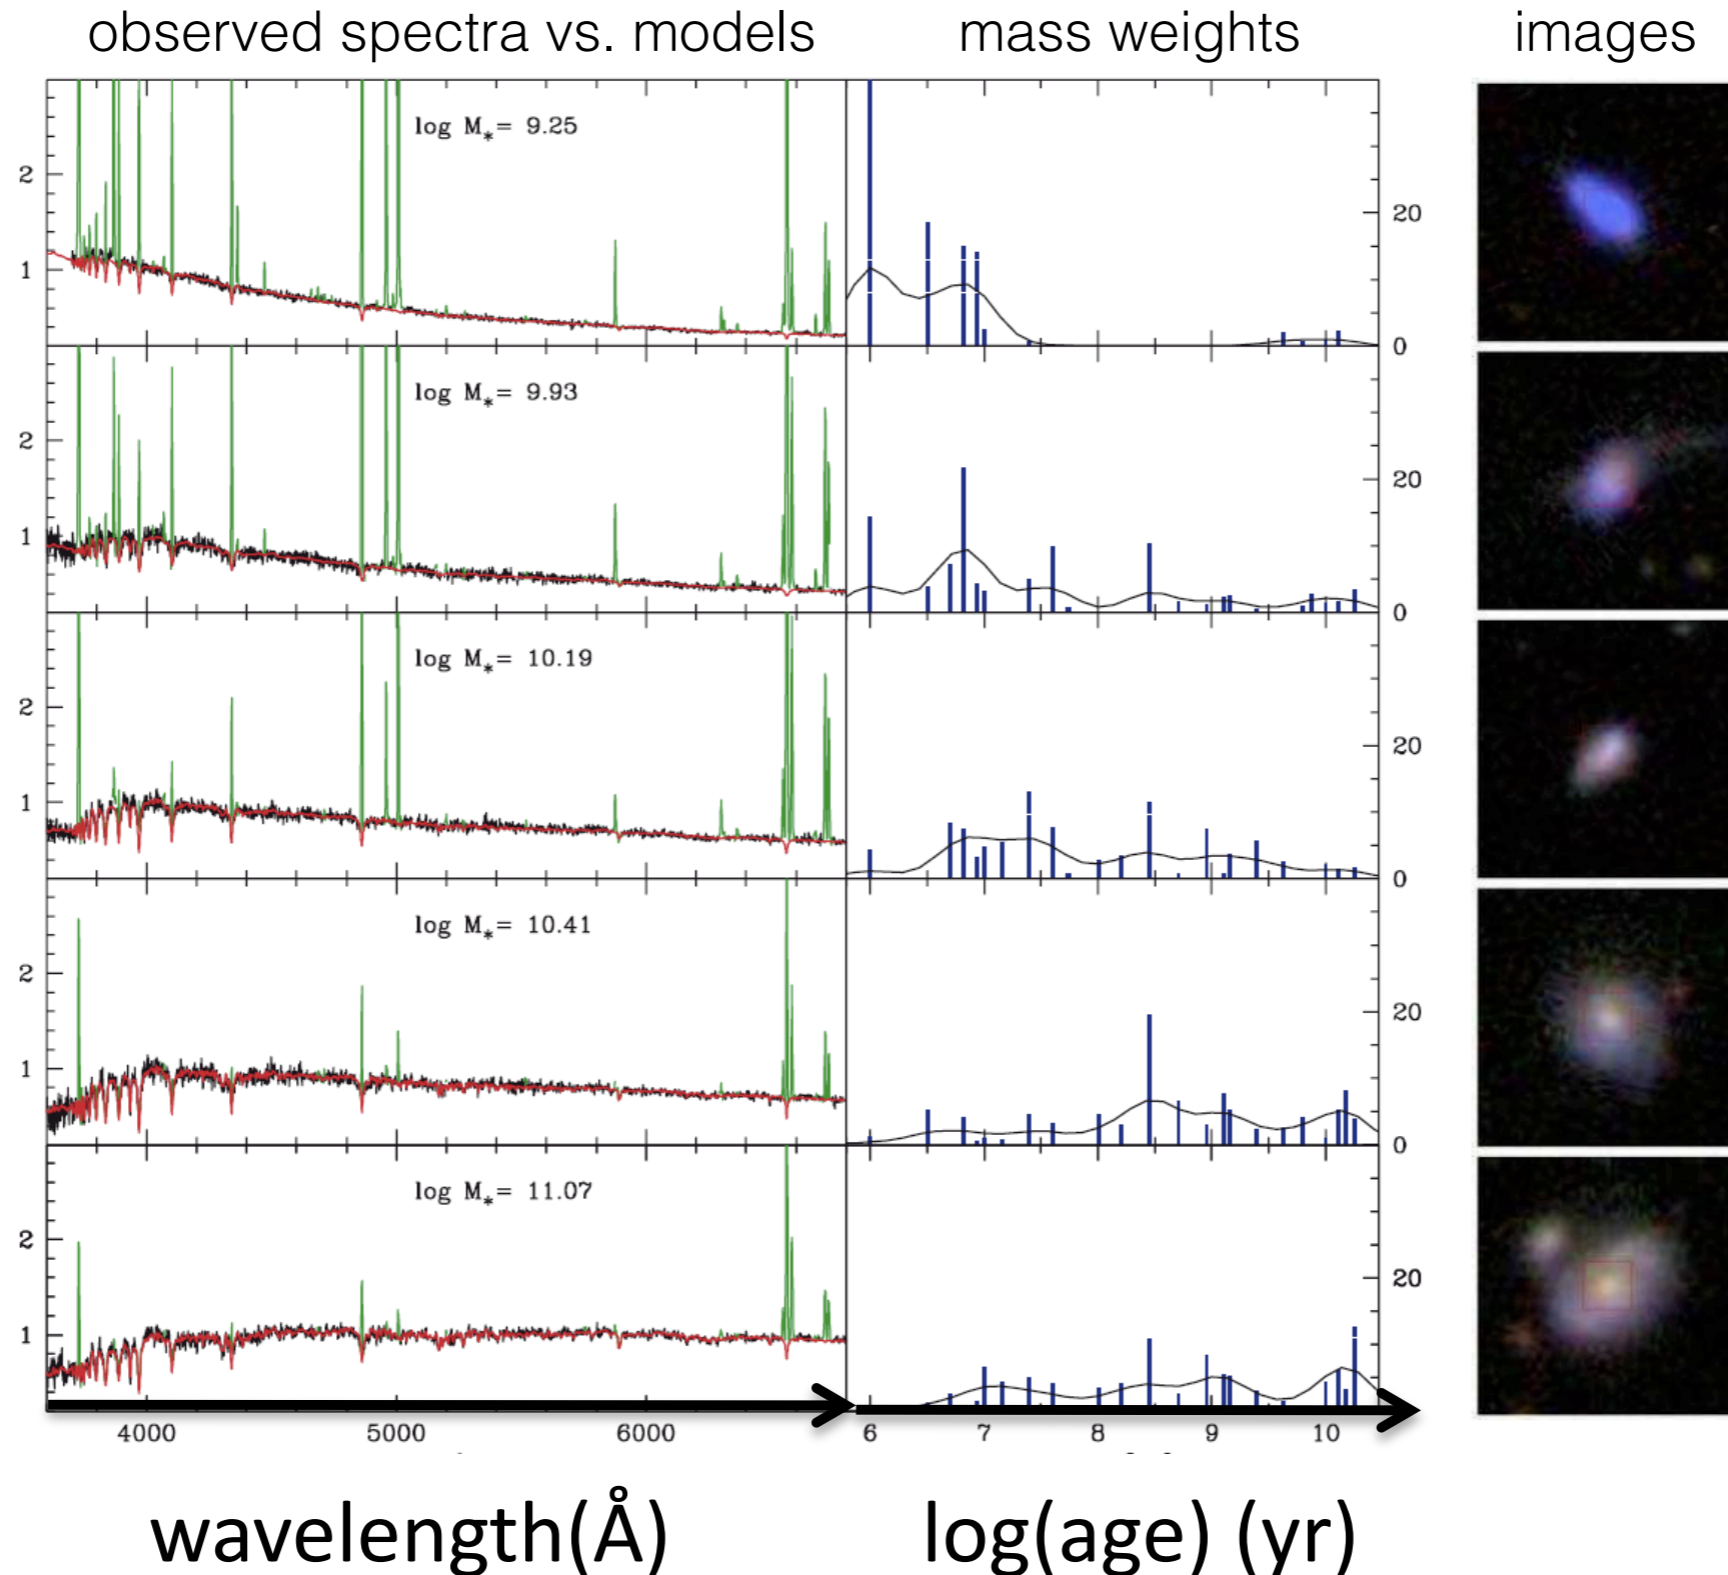 observed spectra vs. models
mass weights
images
log M*= 9.25
2
1
20
0
log M*= 9.93
2
1
20
0
log M*= 10.19
2
1
20
0
log M*= 10.41
2
1
20
0
log M*= 11.07
2
1
20
4000 5000 6000
6 7 8 9 10
wavelength(Å)
log(age) (yr)